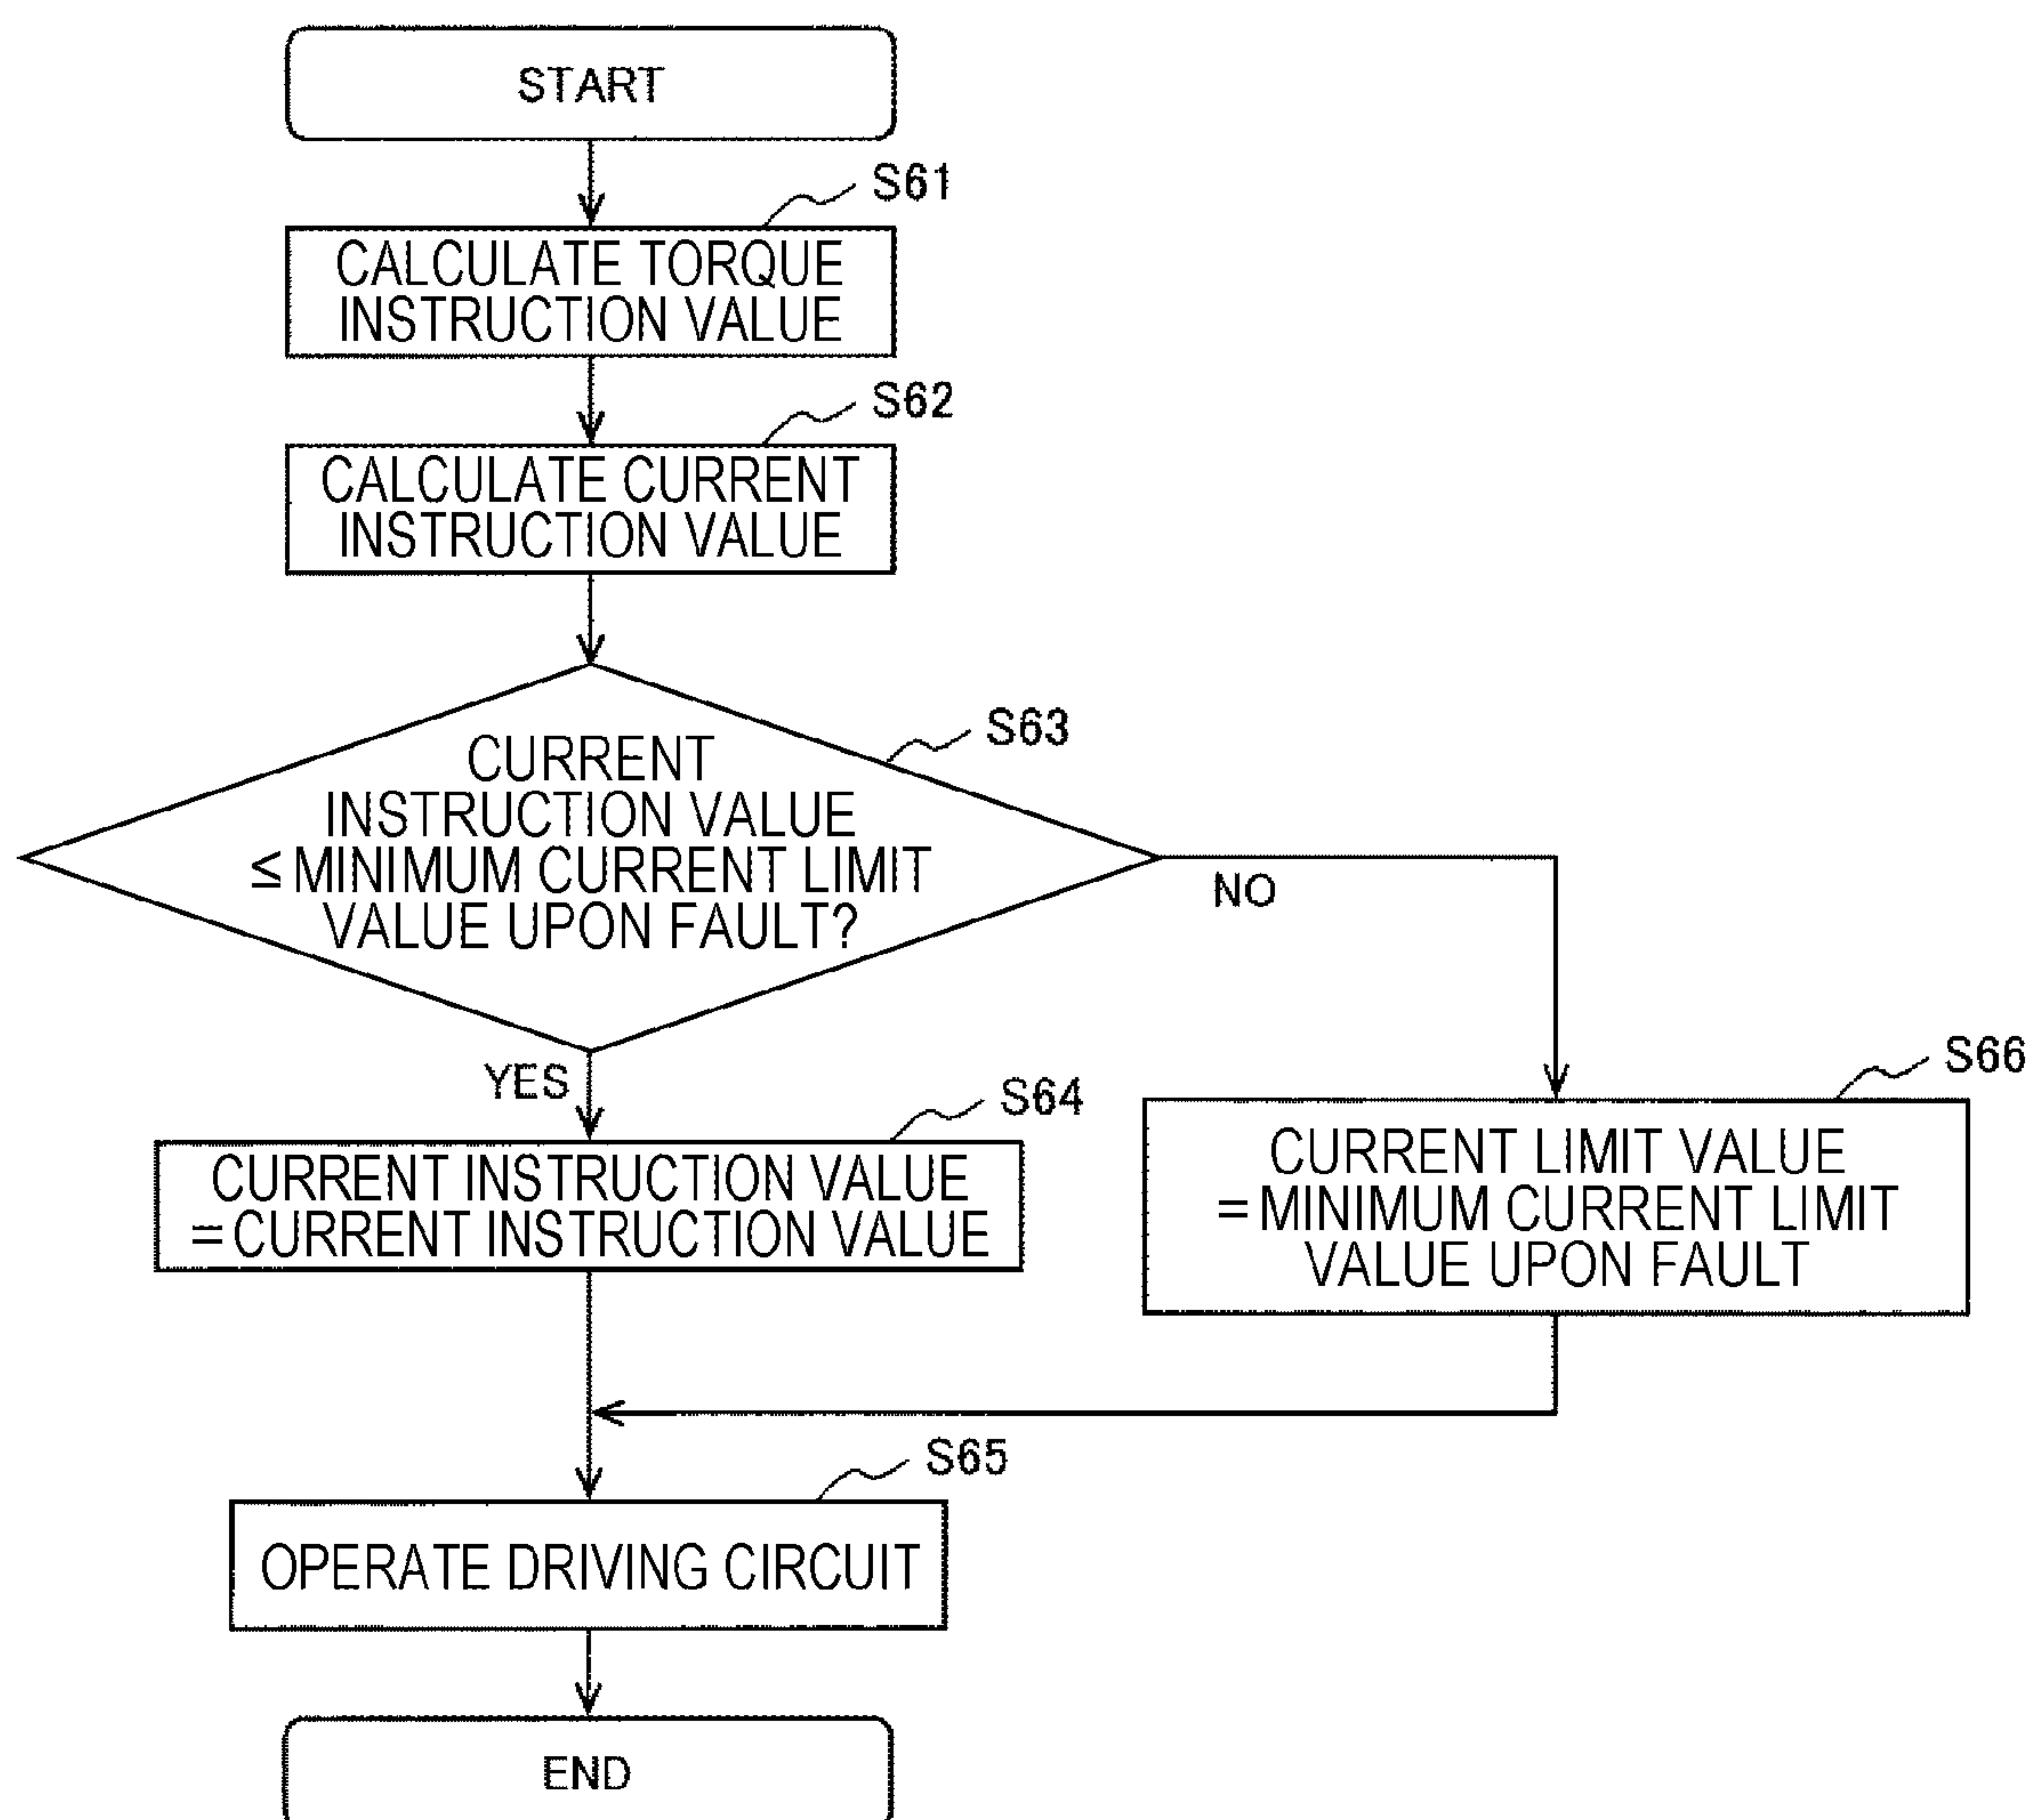 START
S61
CALCULATE TORQUE
INSTRUCTION VALUE
S62
CALCULATE CURRENT
INSTRUCTION VALUE
S63
CURRENT
INSTRUCTION VALUE
≤ MINIMUM CURRENT LIMIT
VALUE UPON FAULT?
NO
YES
S64
CURRENT INSTRUCTION VALUE
= CURRENT INSTRUCTION VALUE
S66
CURRENT LIMIT VALUE
= MINIMUM CURRENT LIMIT
VALUE UPON FAULT
S65
OPERATE DRIVING CIRCUIT
END